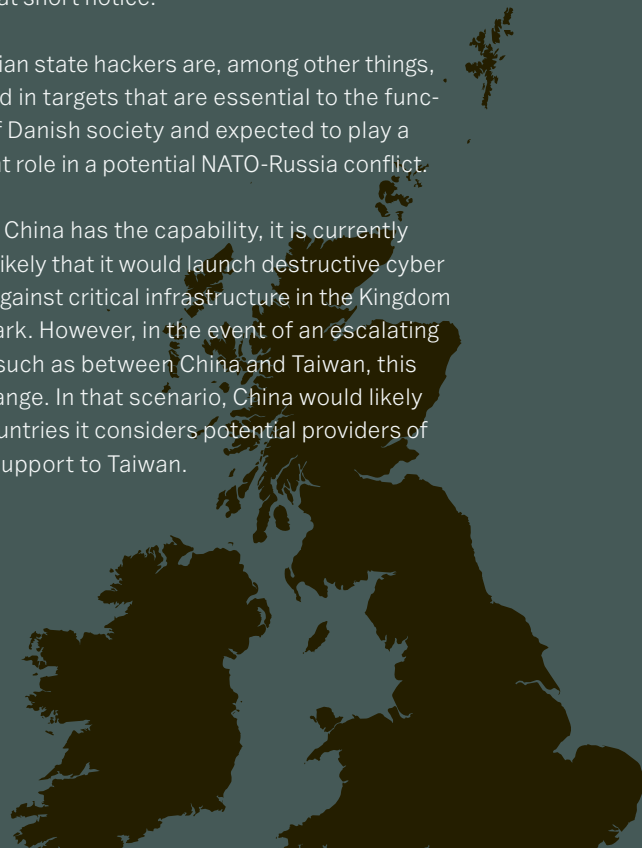 at short notice.
ian state hackers are, among other things,
d in targets that are essential to the func-
f Danish society and expected to play a
nt role in a potential NATO-Russia conflict.
China has the capability, it is currently
ikely that it would launch destructive cyber
gainst critical infrastructure in the Kingdom
ark. However, in the event of an escalating
such as between China and Taiwan, this
ange. In that scenario, China would likely
untries it considers potential providers of
upport to Taiwan.